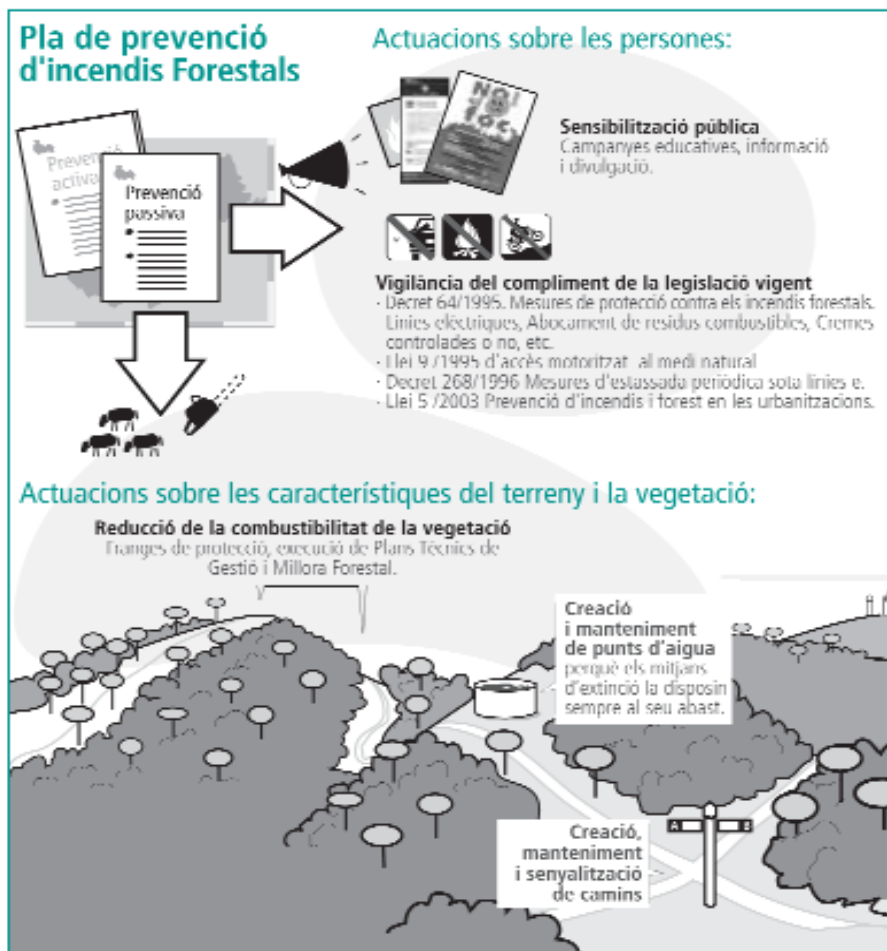 Pla de prevenció
d'incendis Forestals
Actuacions sobre les persones:
Prevenció
activa
Prevenció
passiva
NO!
foc
Sensibilització pública
Campanyes educatives, informació
i divulgació.
Vigilància del compliment de la legislació vigent
· Decret 64/1995. Mesures de protecció contra els incendis forestals.
Línies elèctriques, Abocament de residus combustibles, Cremes
controlades o no, etc.
· Llei 9 /1995 d'accès motoritzat al medi natural
· Decret 268/1996 Mesures d'estassada periòdica sota línies e.
· Llei 5 /2003 Prevenció d'incendis i forest en les urbanitzacions.
Actuacions sobre les característiques del terreny i la vegetació:
Reducció de la combustibilitat de la vegetació
Franges de protecció, execució de Plans Tècnics de
Gestió i Millora Forestal.
Creació
i manteniment
de punts d'aigua
perquè els mitjans
d'extinció la disposin
sempre al seu abast.
Creació,
manteniment
i senyalització
de camins